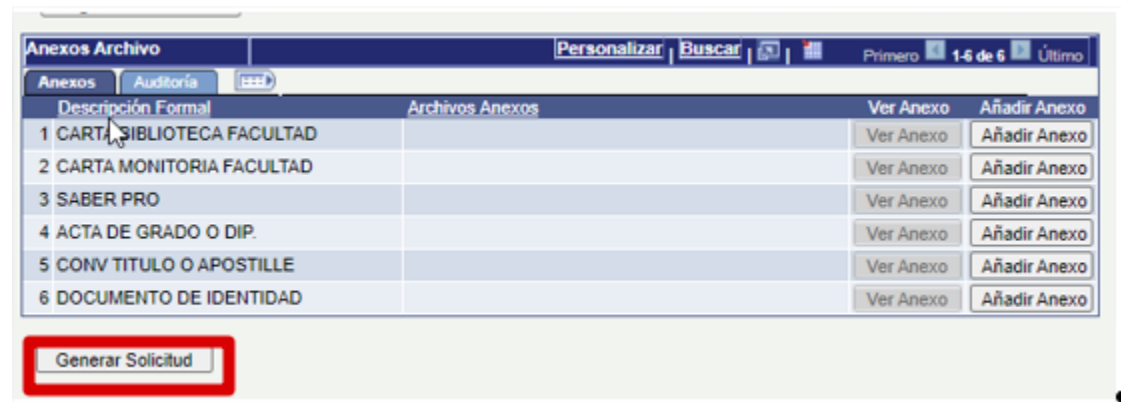 Anexos Archivo Personalizar | Buscar | | Primero 1-6 de 6 Último
Anexos Auditoría
Descripción Formal Archivos Anexos Ver Anexo Añadir Anexo
1 CARTA BIBLIOTECA FACULTAD Ver Anexo Añadir Anexo
2 CARTA MONITORIA FACULTAD Ver Anexo Añadir Anexo
3 SABER PRO Ver Anexo Añadir Anexo
4 ACTA DE GRADO O DIP. Ver Anexo Añadir Anexo
5 CONV TITULO O APOSTILLE Ver Anexo Añadir Anexo
6 DOCUMENTO DE IDENTIDAD Ver Anexo Añadir Anexo
Generar Solicitud